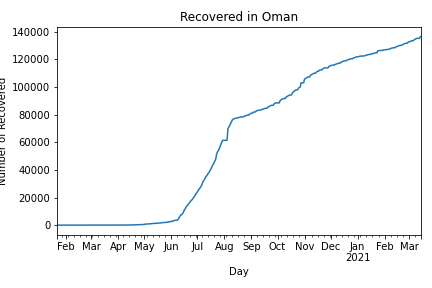 Recovered in Oman
140000
120000
100000
80000
60000
40000
20000
0
Number of Recovered
Feb Mar Apr May Jun Jul Aug Sep Oct Nov Dec Jan Feb Mar
2021
Day